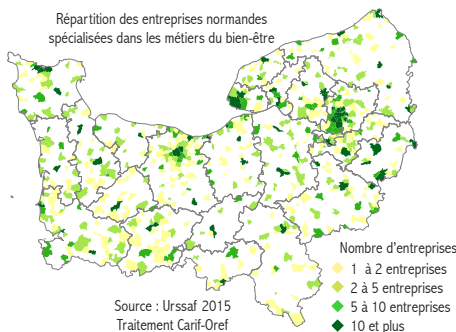 Répartition des entreprises normandes
spécialisées dans les métiers du bien-être
Nombre d'entreprises
1 à 2 entreprises
2 à 5 entreprises
5 à 10 entreprises
10 et plus
Source : Urssaf 2015
Traitement Carif-Oref